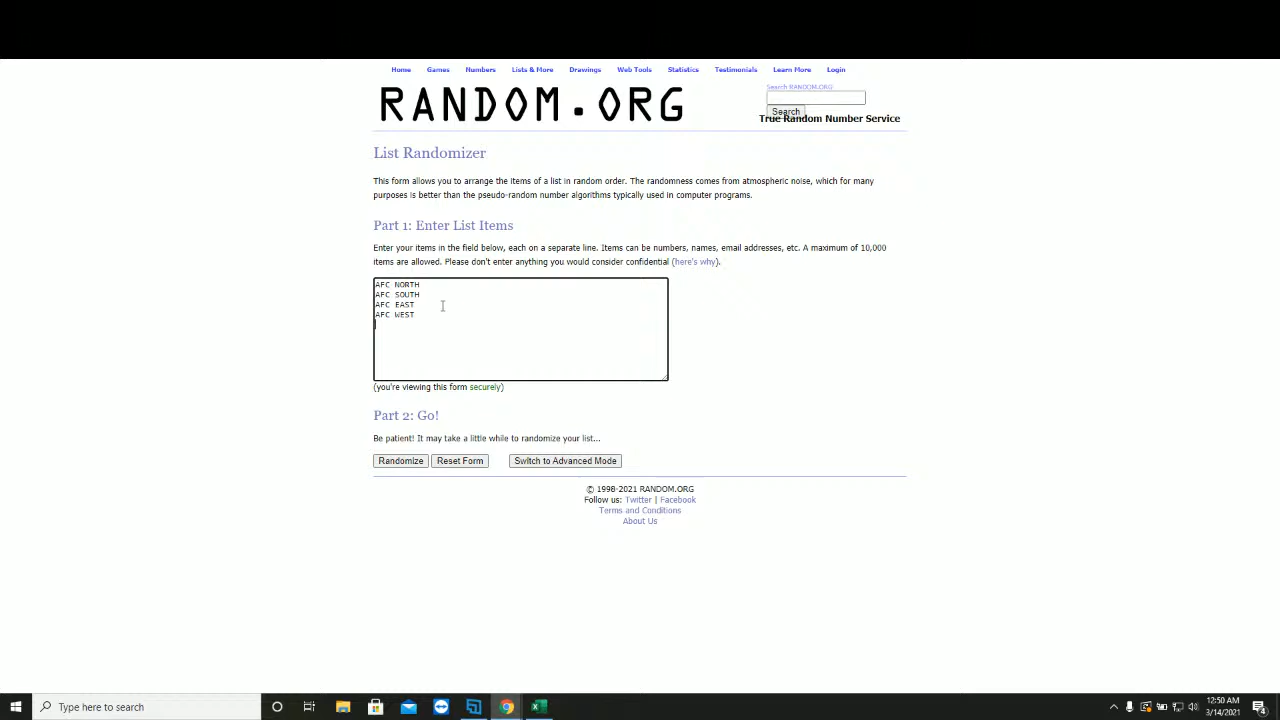 Home Games Numbers Lists & More Drawings Web Tools Statistics Testimonials Learn More Login
RANDOM.ORG
Search RANDOM.ORG
Search
True Random Number Service
List Randomizer
This form allows you to arrange the items of a list in random order. The randomness comes from atmospheric noise, which for many
purposes is better than the pseudo-random number algorithms typically used in computer programs.
Part 1: Enter List Items
Enter your items in the field below, each on a separate line. Items can be numbers, names, email addresses, etc. A maximum of 10,000
items are allowed. Please don't enter anything you would consider confidential (here's why).
AFC NORTH
AFC SOUTH
AFC EAST
AFC WEST
(you're viewing this form securely)
Part 2: Go!
Be patient! It may take a little while to randomize your list...
Randomize Reset Form Switch to Advanced Mode
© 1998-2021 RANDOM.ORG
Follow us: Twitter | Facebook
Terms and Conditions
About Us
Type here to search
12:50 AM
3/14/2021
4